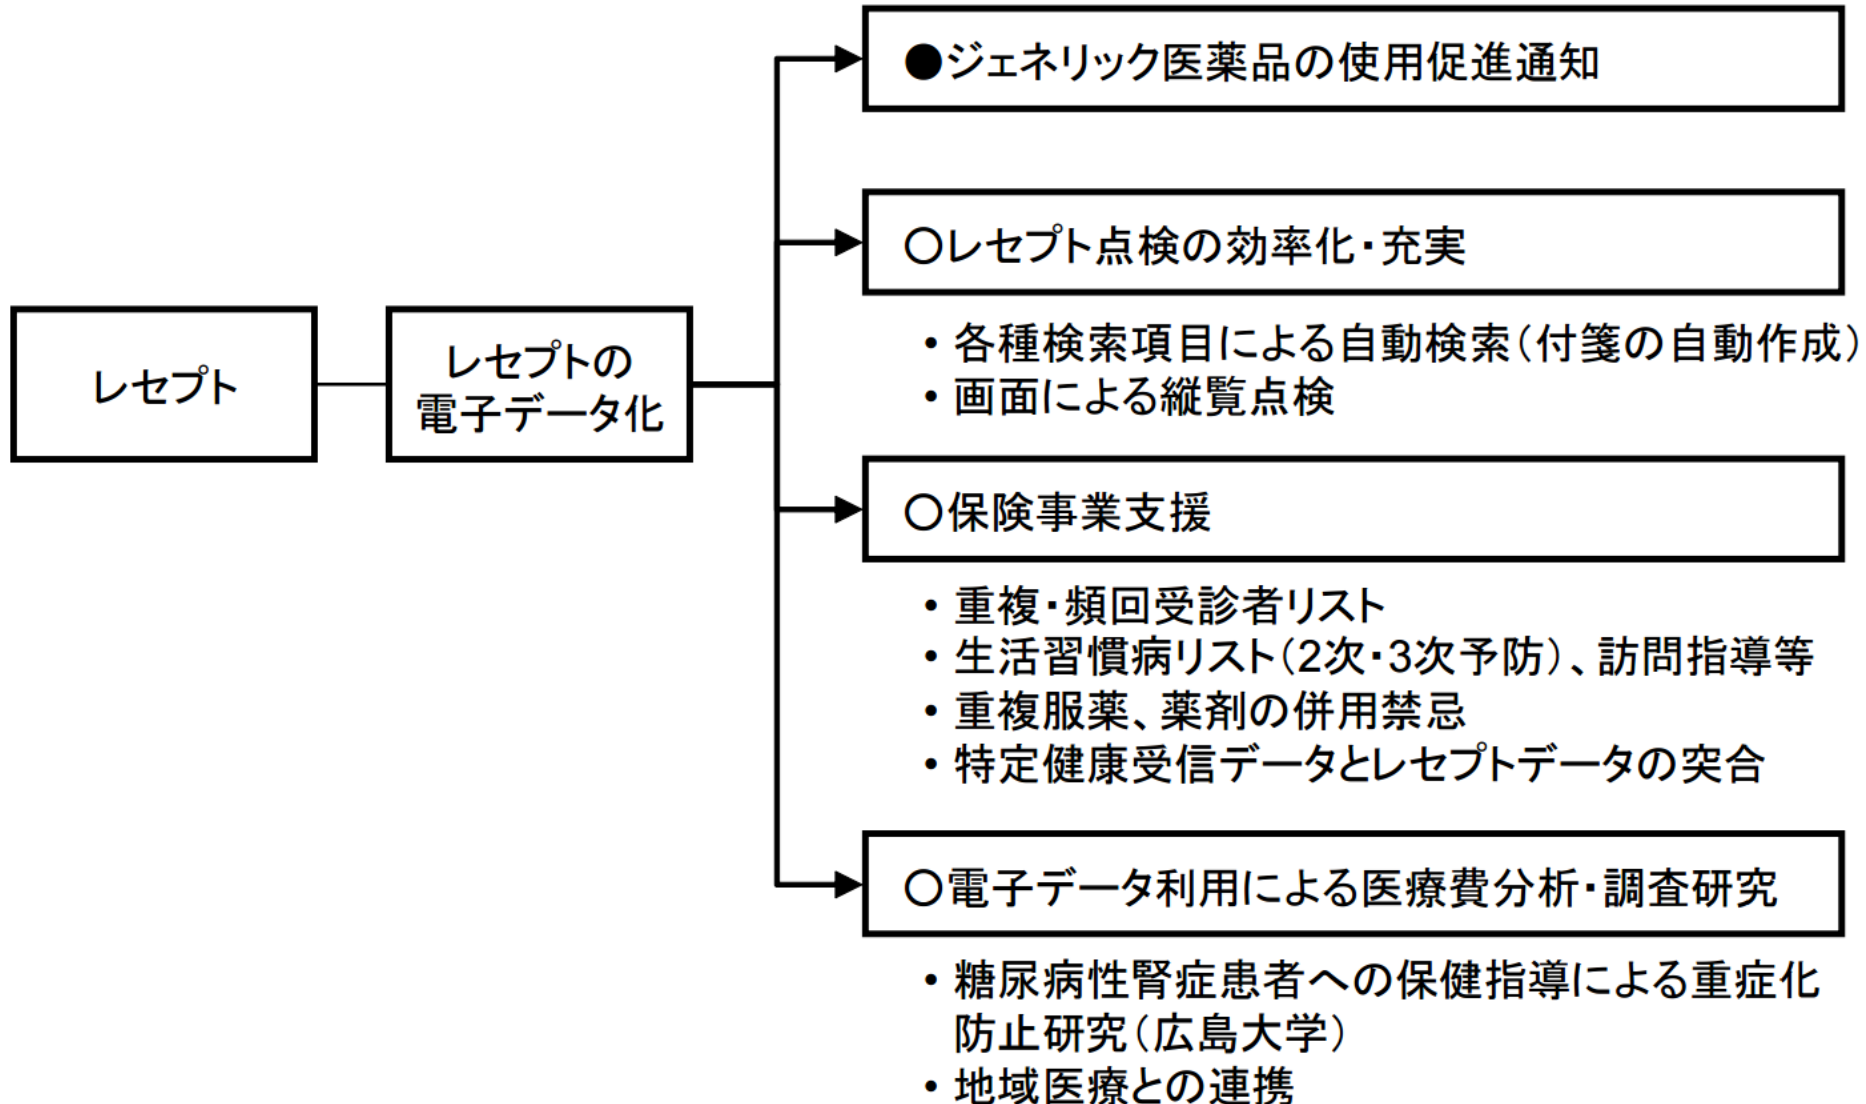 ●ジェネリック医薬品の使用促進通知
○レセプト点検の効率化・充実
・各種検索項目による自動検索(付箋の自動作成)
・画面による縦覧点検
レセプト
レセプトの
電子データ化
○保険事業支援
・重複・頻回受診者リスト
・生活習慣病リスト(2次・3次予防)、訪問指導等
・重複服薬、薬剤の併用禁忌
・特定健康受信データとレセプトデータの突合
○電子データ利用による医療費分析・調査研究
・糖尿病性腎症患者への保健指導による重症化
防止研究(広島大学)
・地域医療との連携